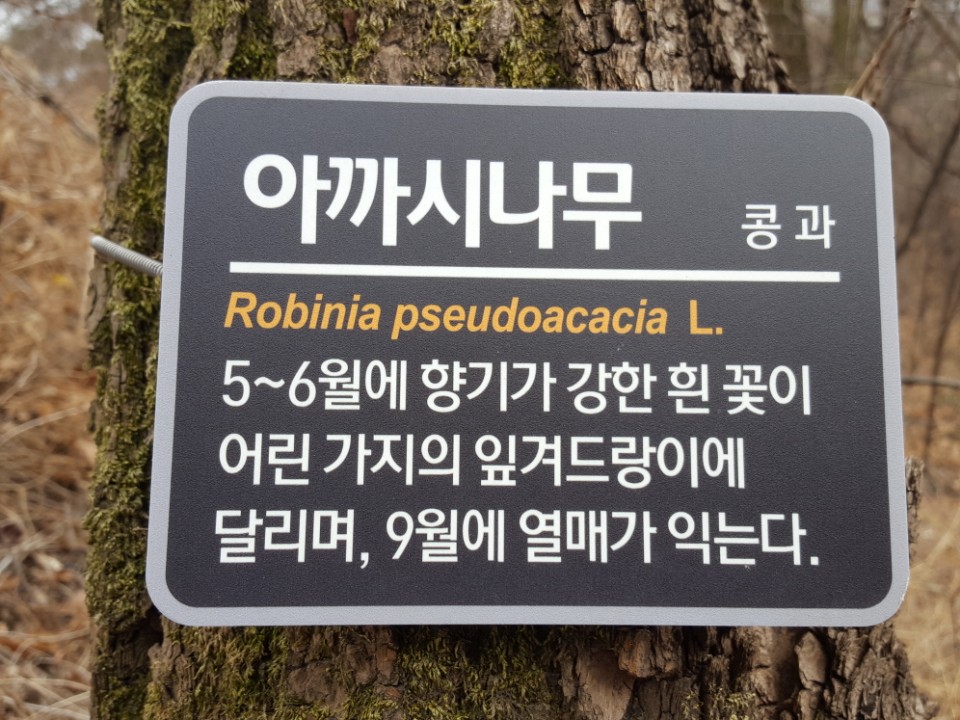 아까시나무 콩과
Robinia pseudoacacia L.
5~6월에 향기가 강한 흰 꽃이
어린 가지의 잎겨드랑이에
달리며, 9월에 열매가 익는다.